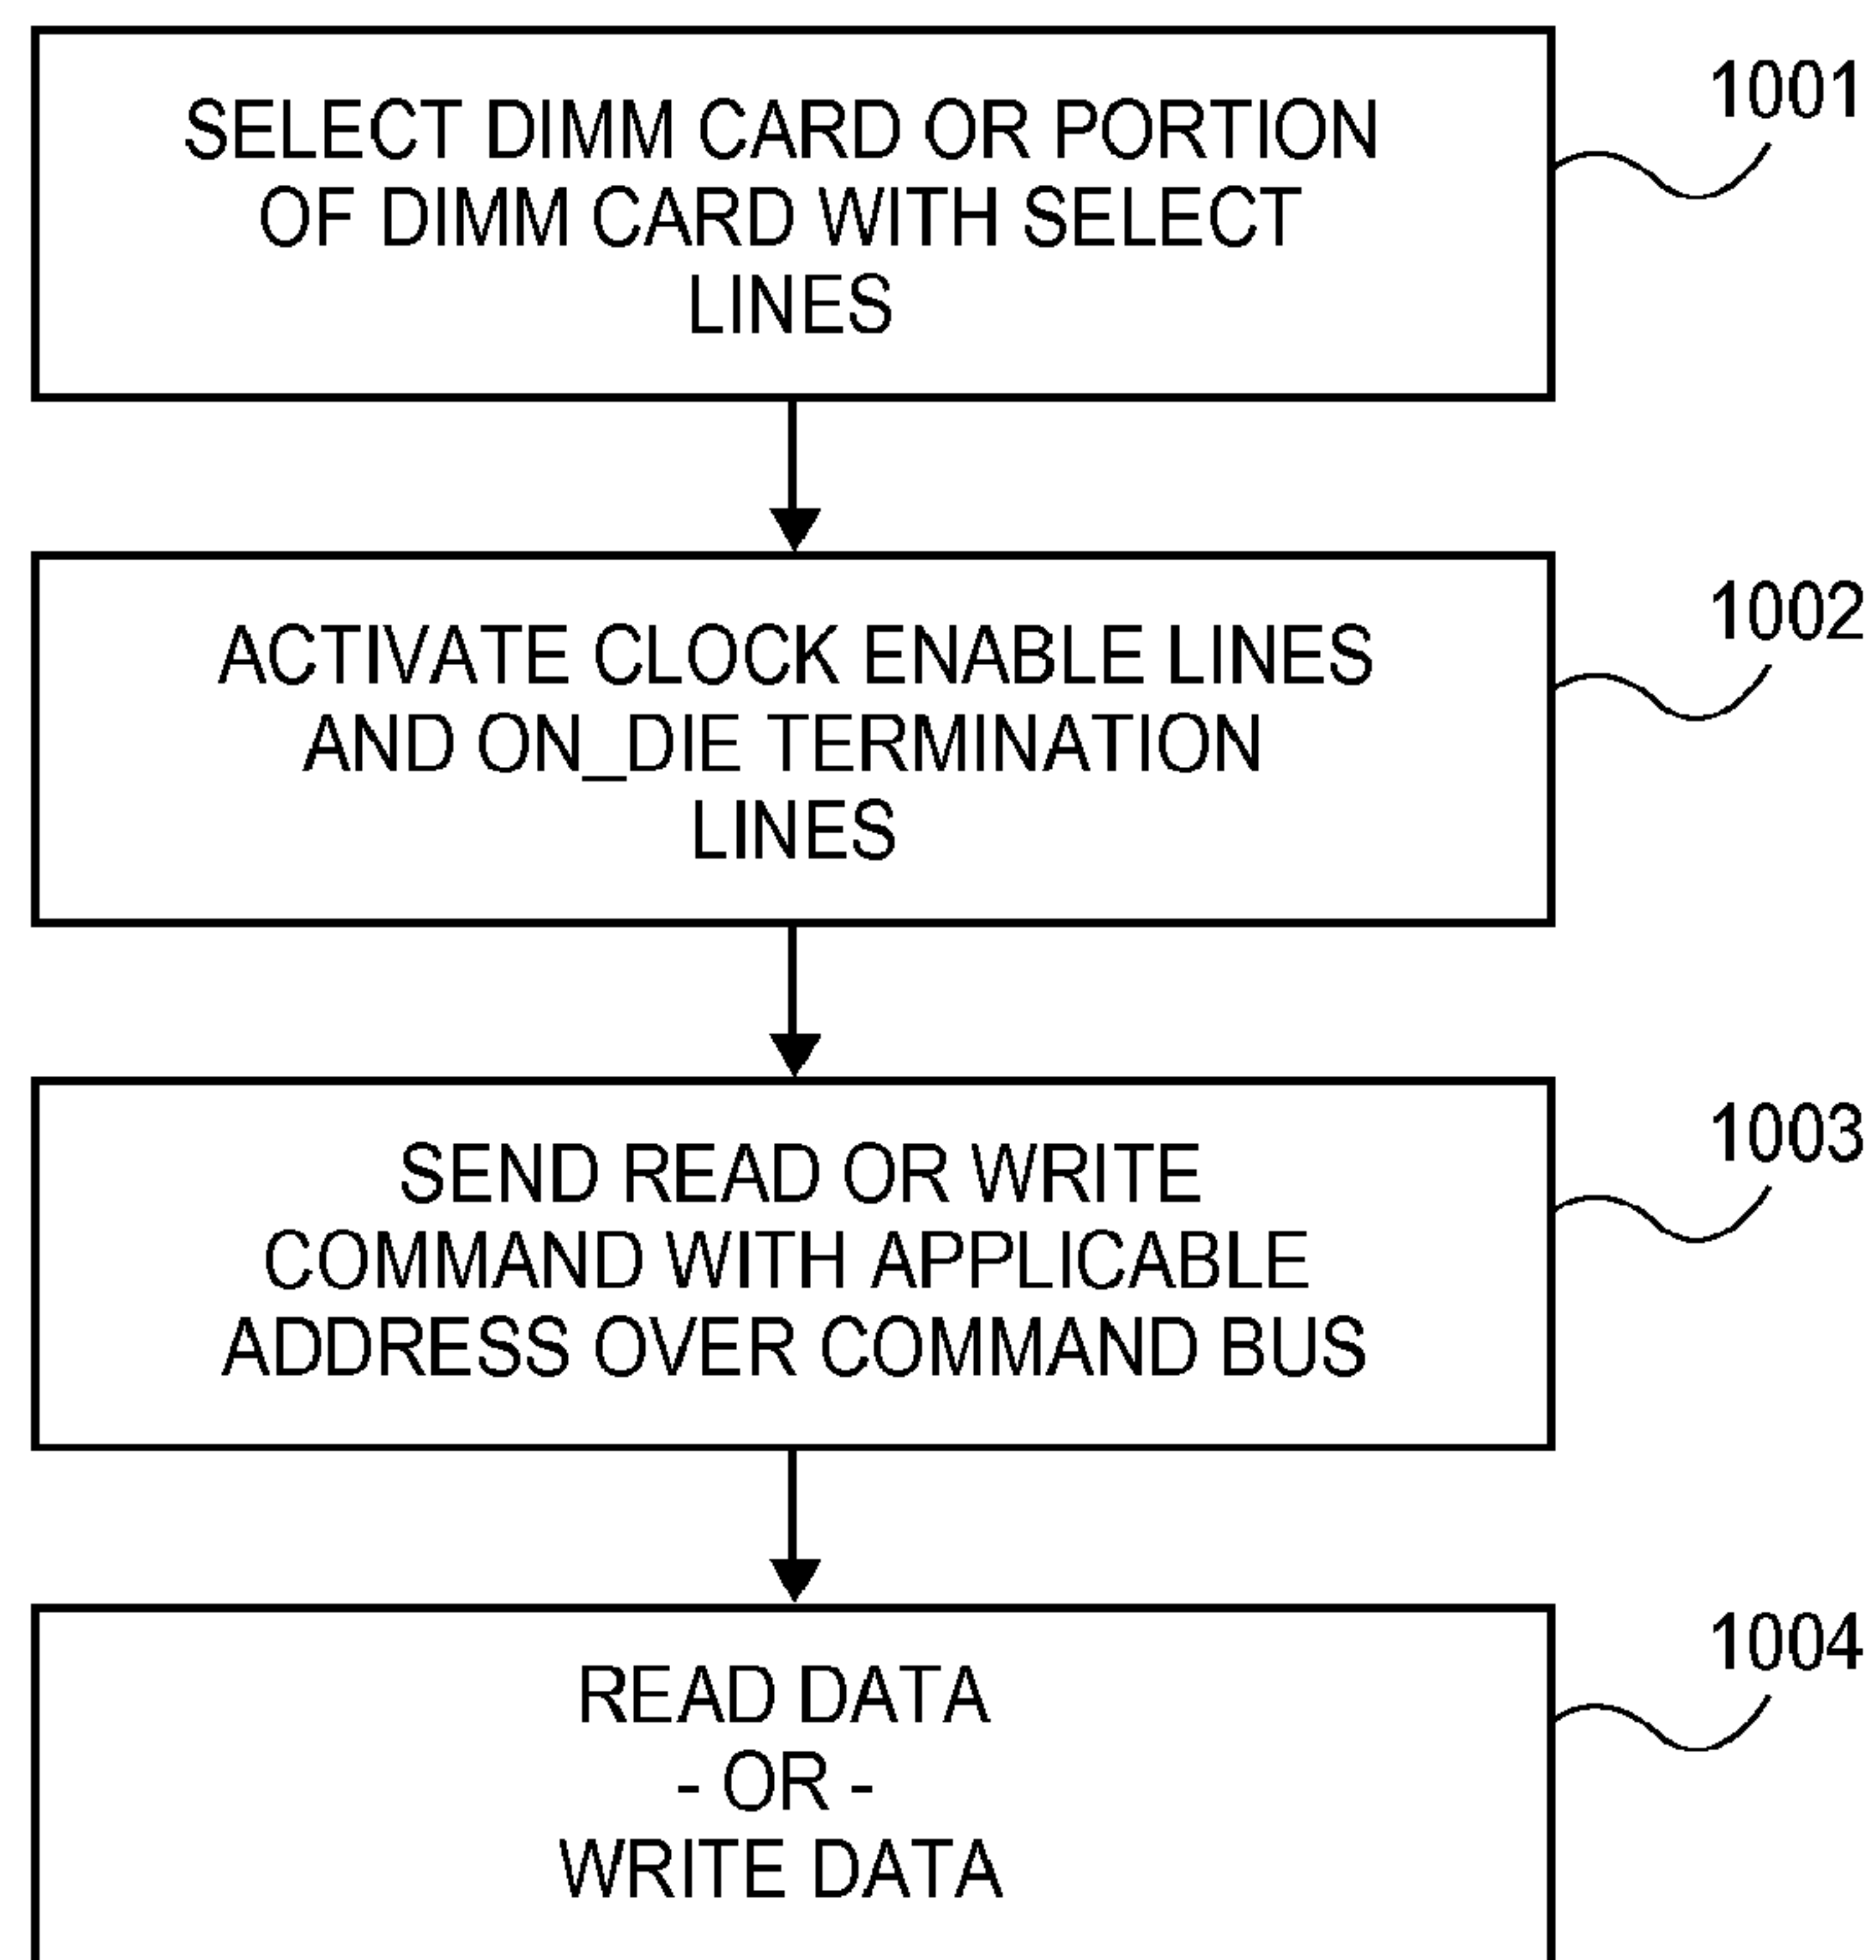 SELECT DIMM CARD OR PORTION
OF DIMM CARD WITH SELECT
LINES
1001
ACTIVATE CLOCK ENABLE LINES
AND ON_DIE TERMINATION
LINES
1002
SEND READ OR WRITE
COMMAND WITH APPLICABLE
ADDRESS OVER COMMAND BUS
1003
READ DATA
- OR -
WRITE DATA
1004